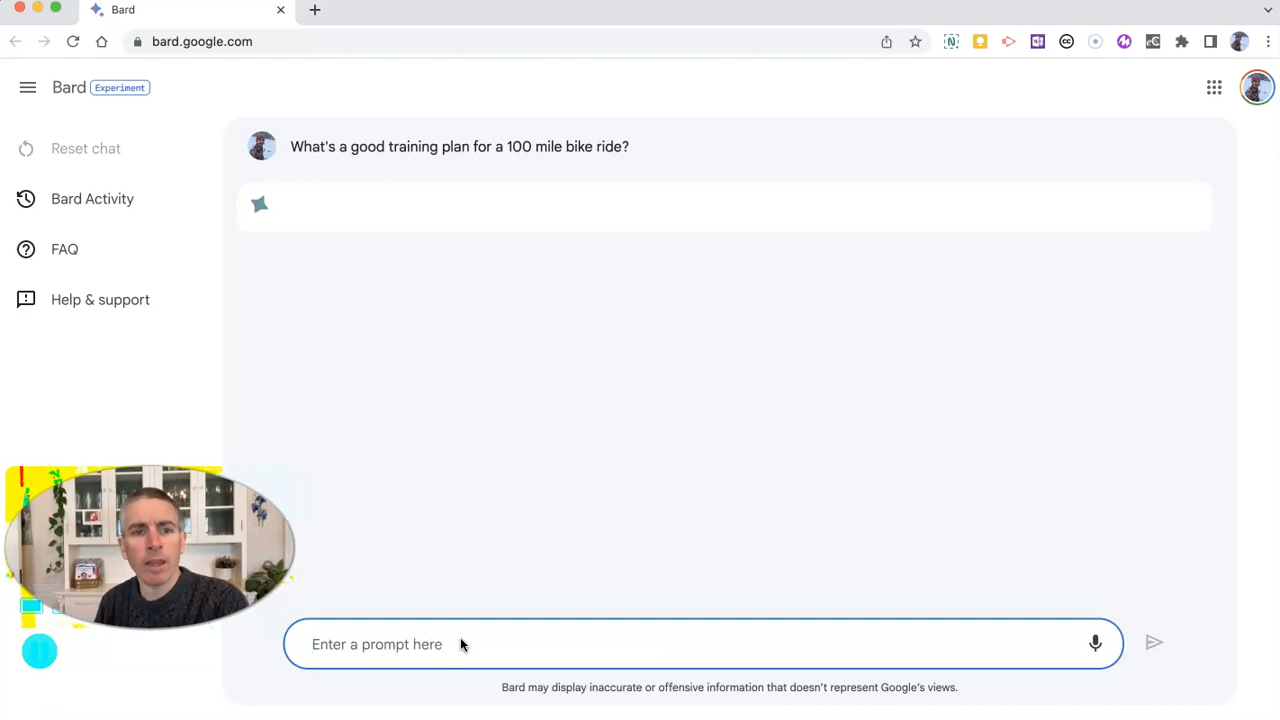 Bard
bard.google.com
Bard Experiment
Reset chat
What's a good training plan for a 100 mile bike ride?
Bard Activity
FAQ
Help & support
Enter a prompt here
Bard may display inaccurate or offensive information that doesn't represent Google's views.